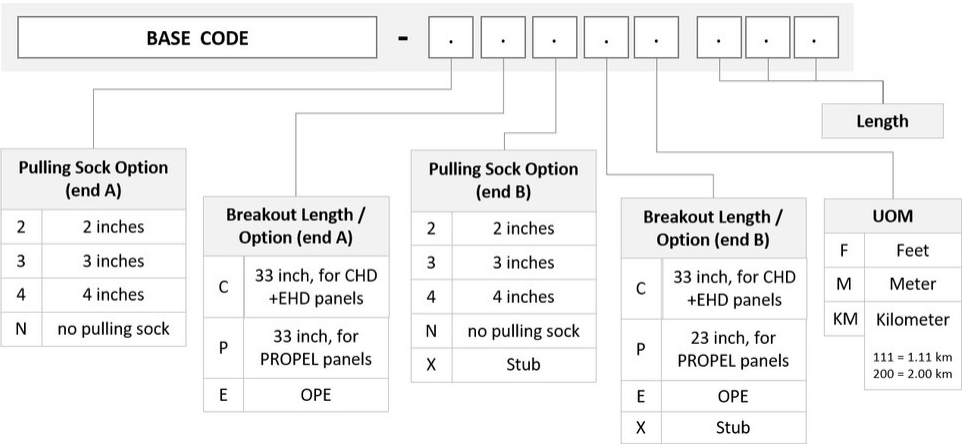 BASE CODE - . . . . . . . .
Length
Pulling Sock Option
(end A)
2 2 inches
3 3 inches
4 4 inches
N no pulling sock
Breakout Length /
Option (end A)
C 33 inch, for CHD
+EHD panels
P 33 inch, for
PROPEL panels
E OPE
Pulling Sock Option
(end B)
2 2 inches
3 3 inches
4 4 inches
N no pulling sock
X Stub
Breakout Length /
Option (end B)
C 33 inch, for CHD
+EHD panels
P 23 inch, for
PROPEL panels
E OPE
X Stub
UOM
F Feet
M Meter
KM Kilometer
111 = 1.11 km
200 = 2.00 km